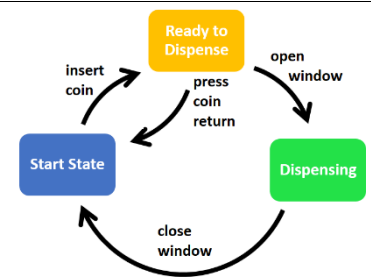 Ready to
Dispense
insert
coin
press
coin
return
open
window
Start State
Dispensing
close
window